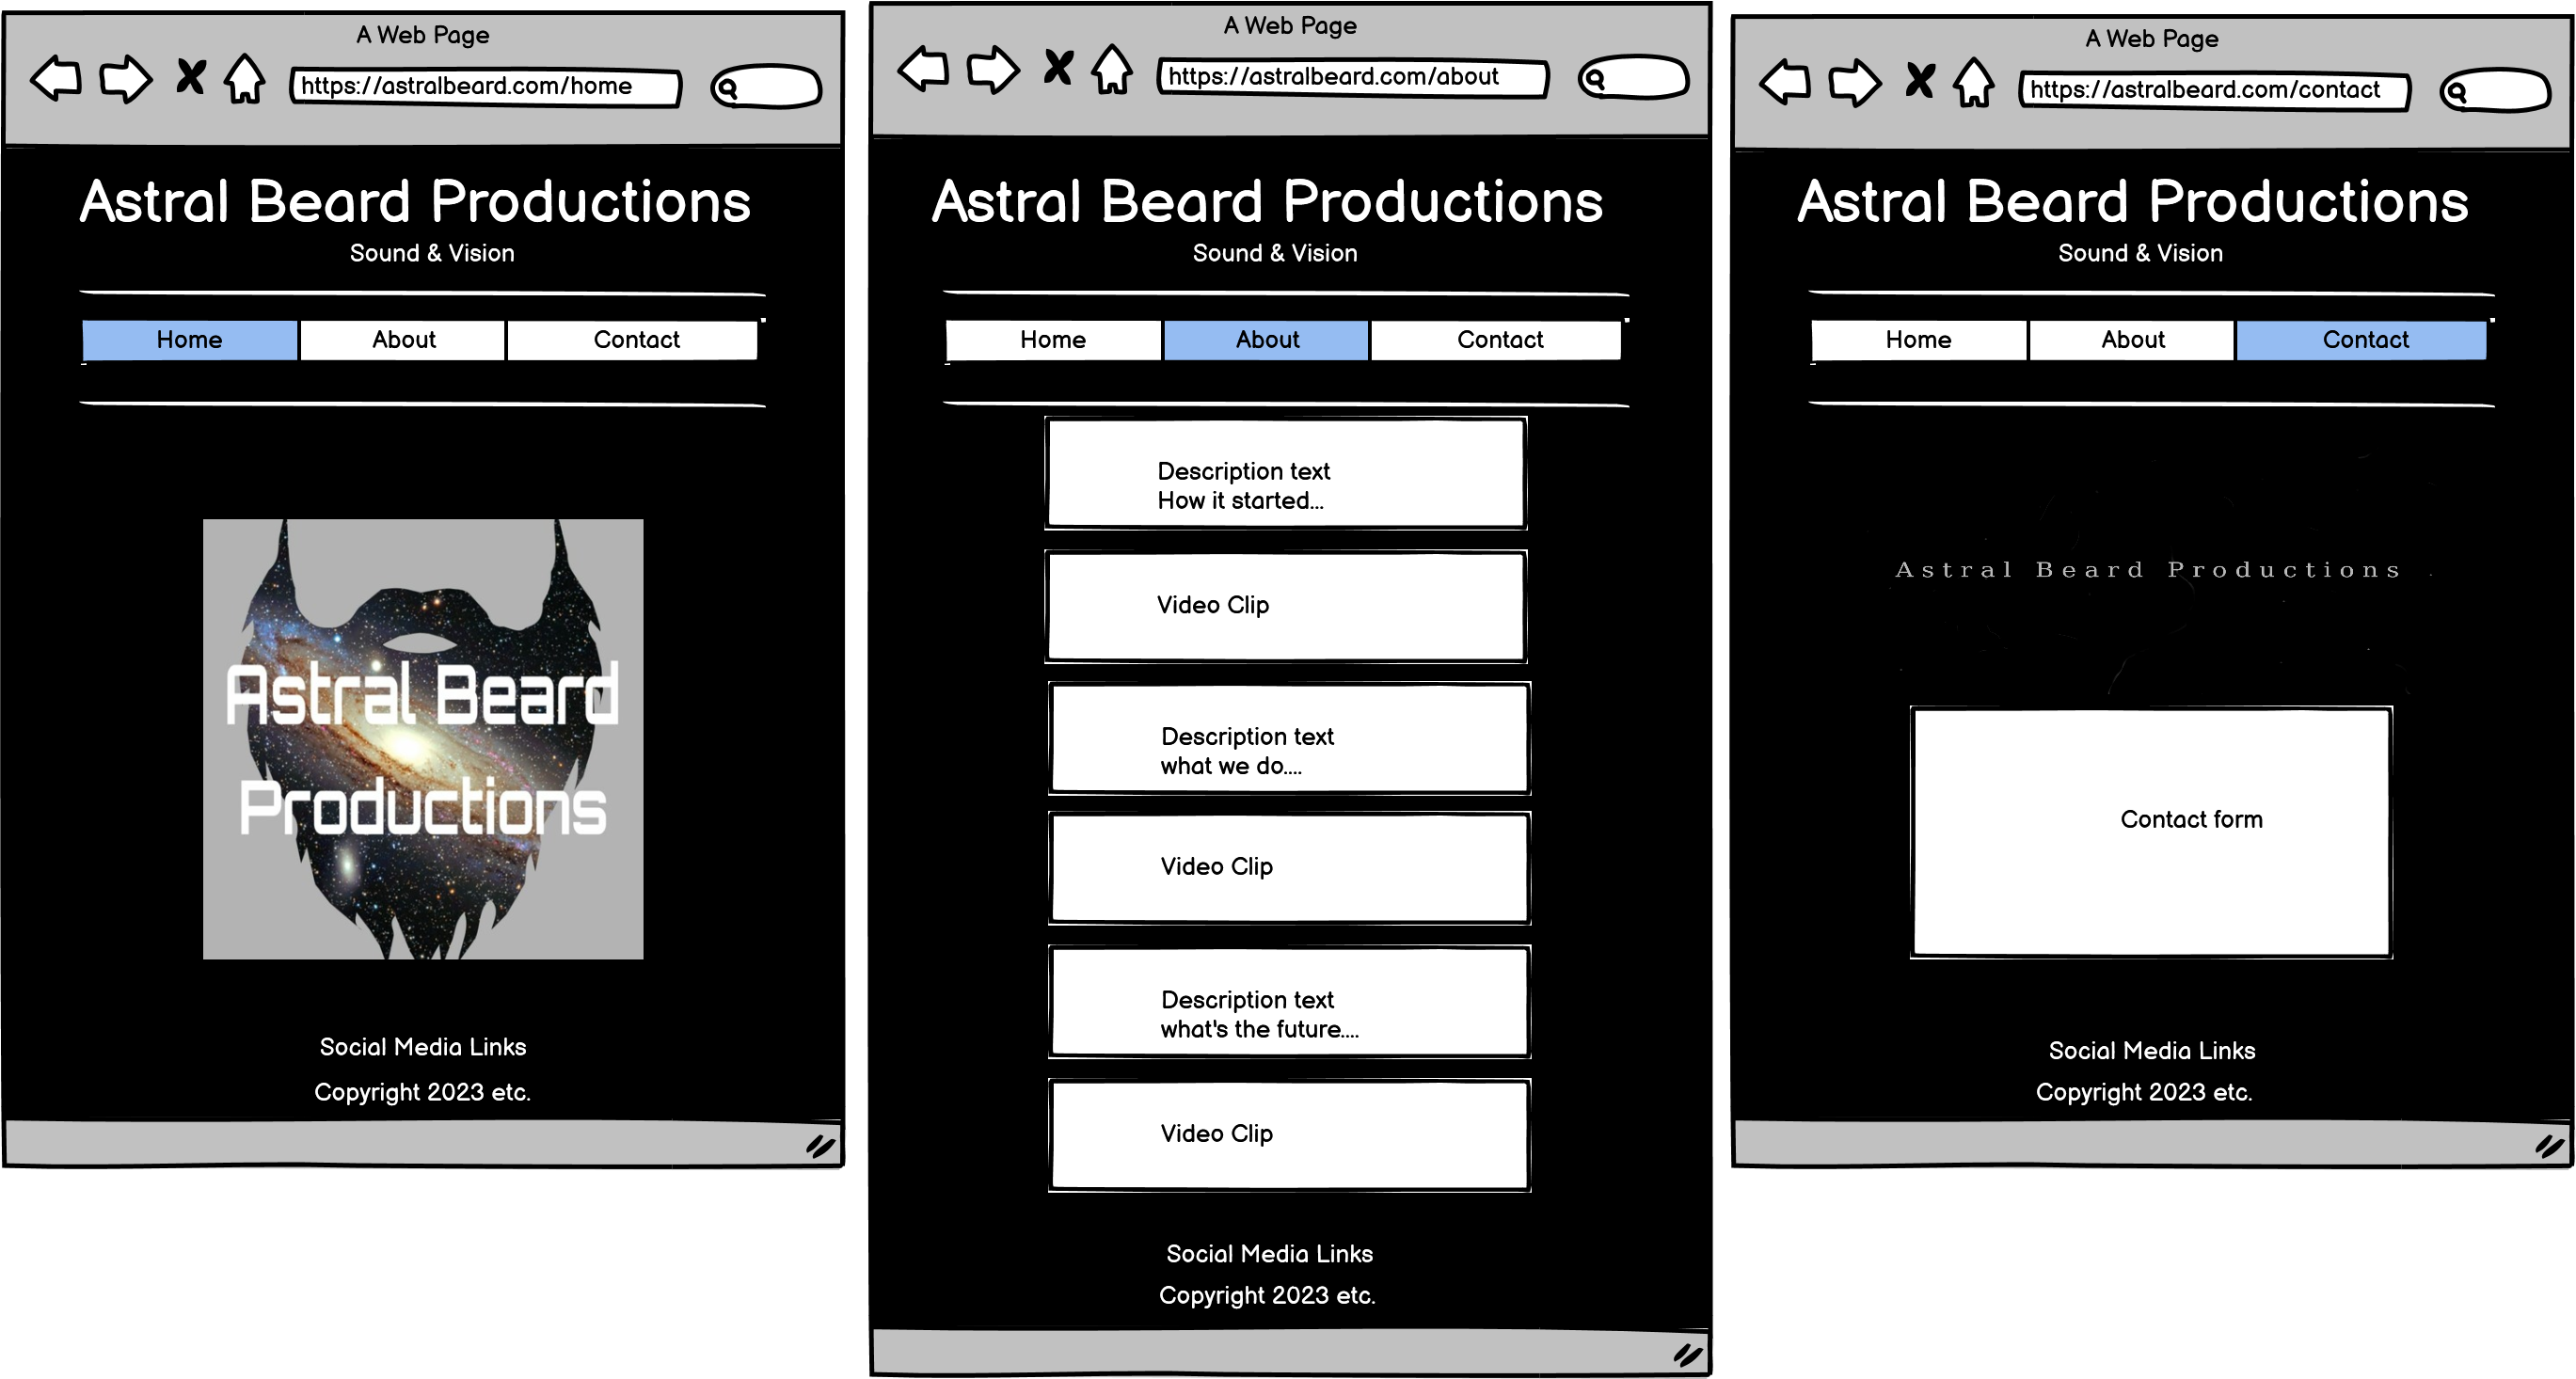 A Web Page
https://astralbeard.com/home
Astral Beard Productions
Sound & Vision
Home About Contact
Astral Beard
Productions
Social Media Links
Copyright 2023 etc.
A Web Page
https://astralbeard.com/about
Astral Beard Productions
Sound & Vision
Home About Contact
Description text
How it started...
Video Clip
Description text
what we do....
Video Clip
Description text
what's the future....
Video Clip
Social Media Links
Copyright 2023 etc.
A Web Page
https://astralbeard.com/contact
Astral Beard Productions
Sound & Vision
Home About Contact
Astral Beard Productions
Contact form
Social Media Links
Copyright 2023 etc.